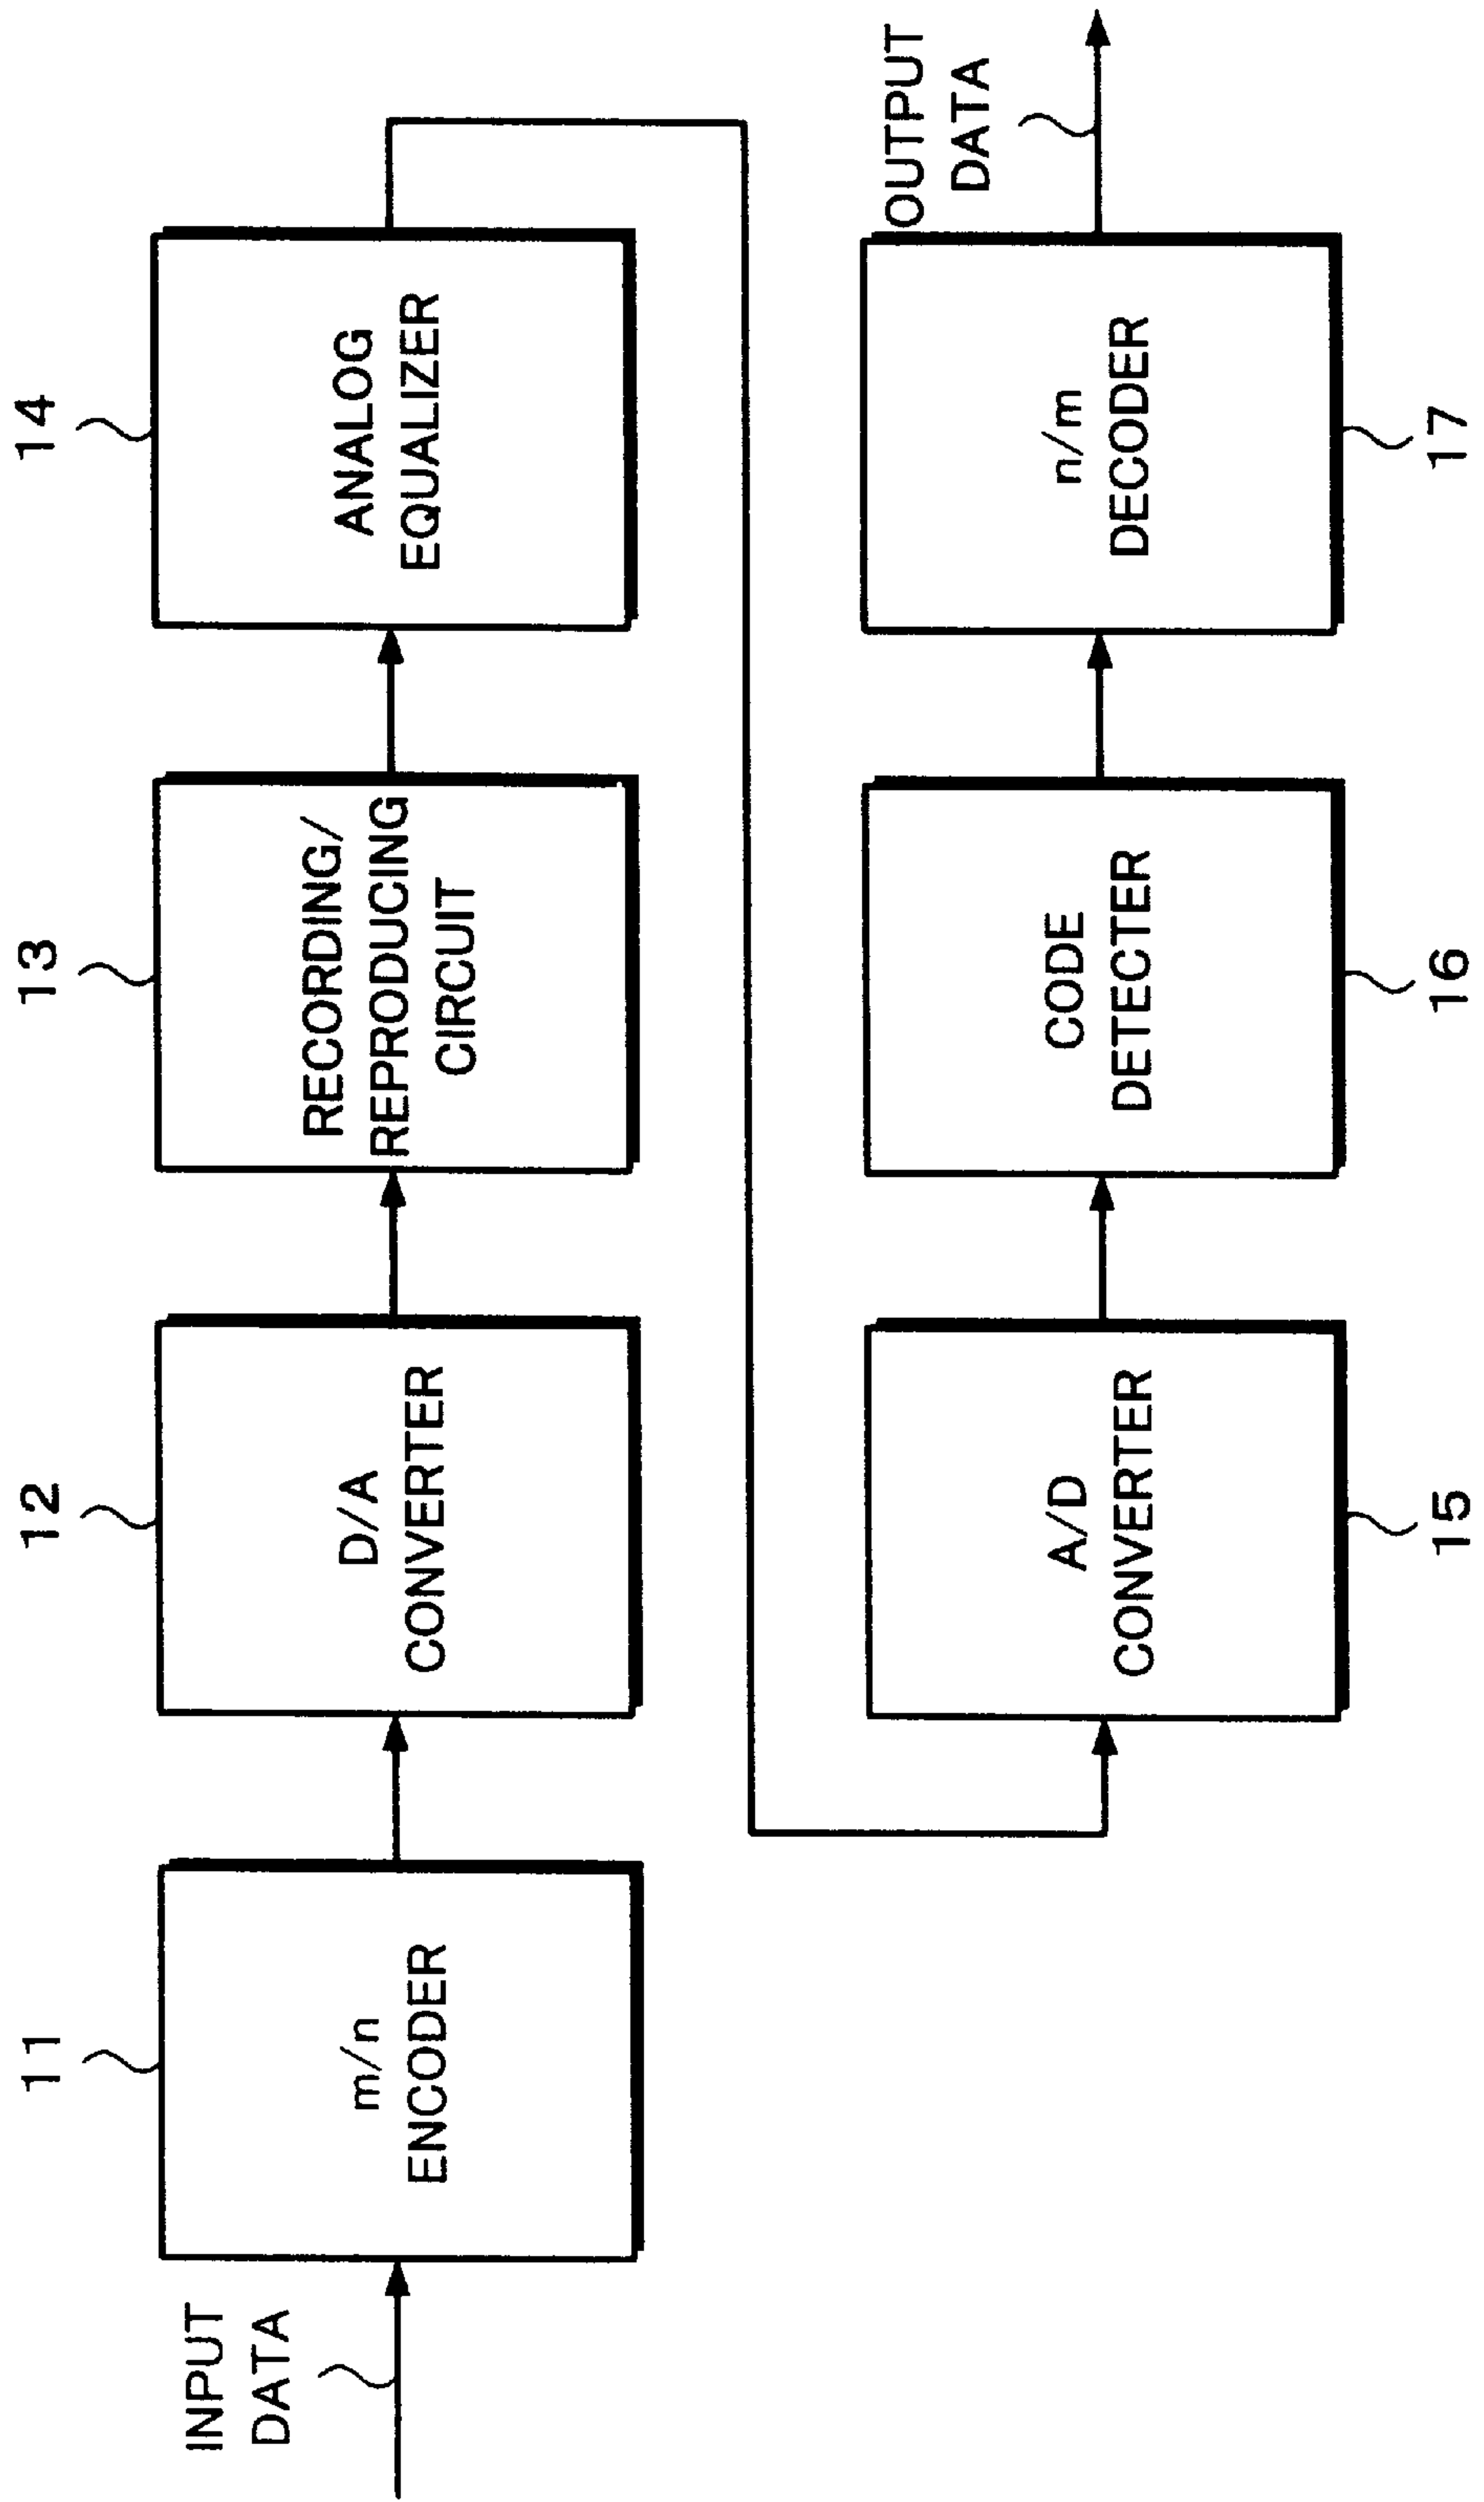 11
12
13
14
INPUT
DATA
m/n
ENCODER
D/A
CONVERTER
RECORDING/
REPRODUCING
CIRCUIT
ANALOG
EQUALIZER
A/D
CONVERTER
CODE
DETECTER
n/m
DECODER
OUTPUT
DATA
15
16
17